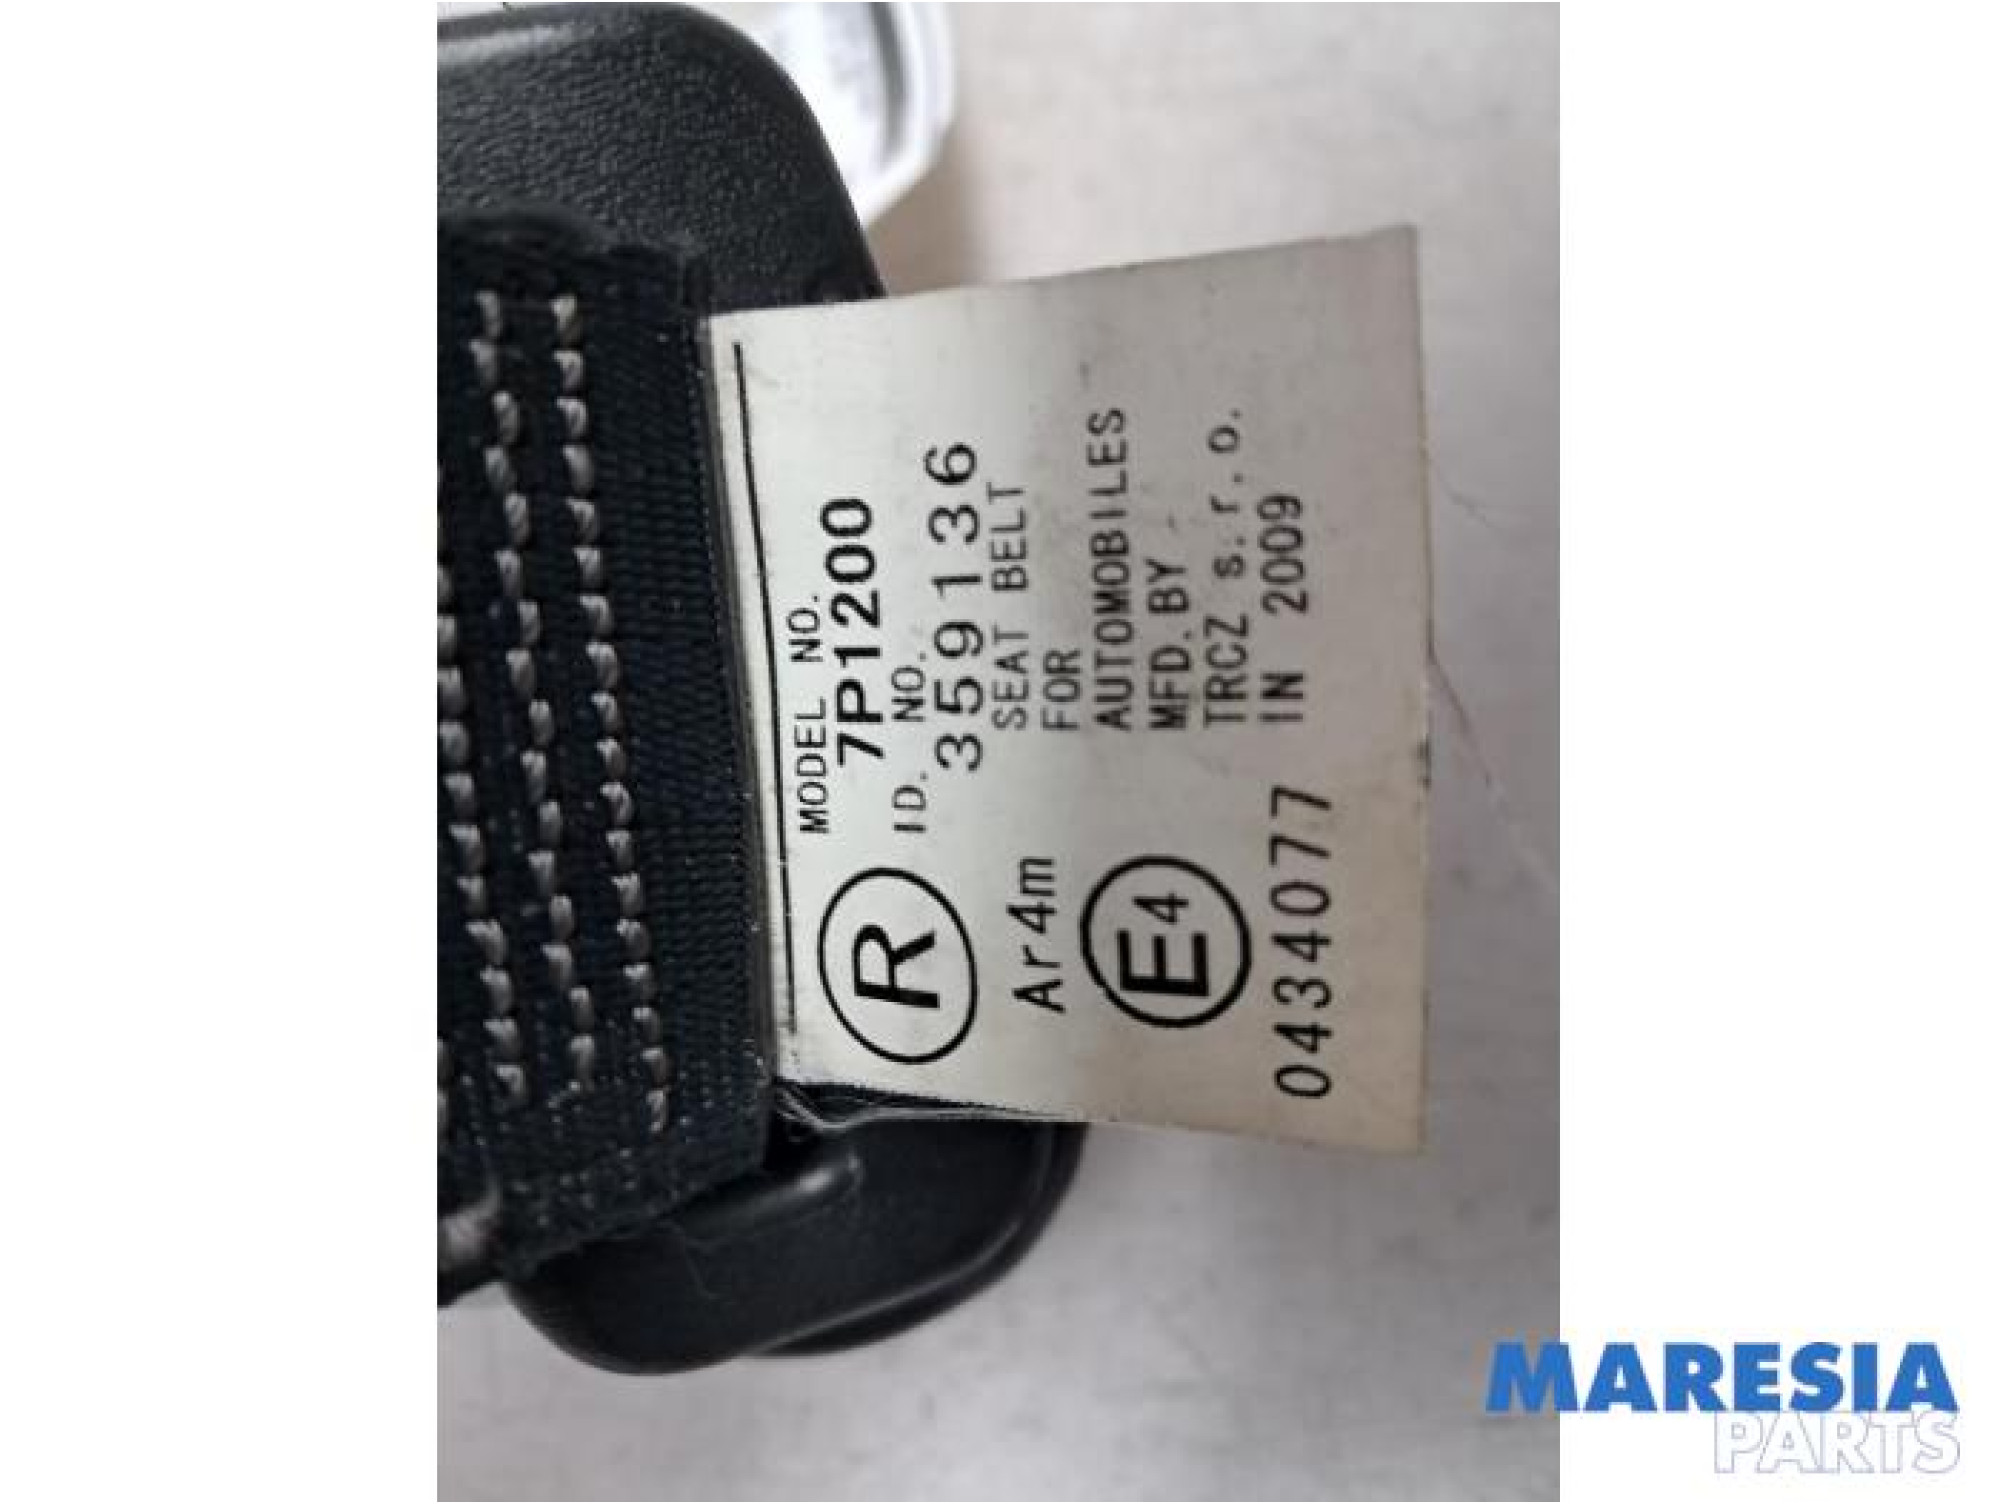 MODEL NO.
7P1200
ID. NO.
359136
SEAT BELT
FOR
AUTOMOBILES
MFD. BY
TRCZ s.r.o.
IN 2009
R
Ar4m
E4
0434077
MARESIA
PARTS